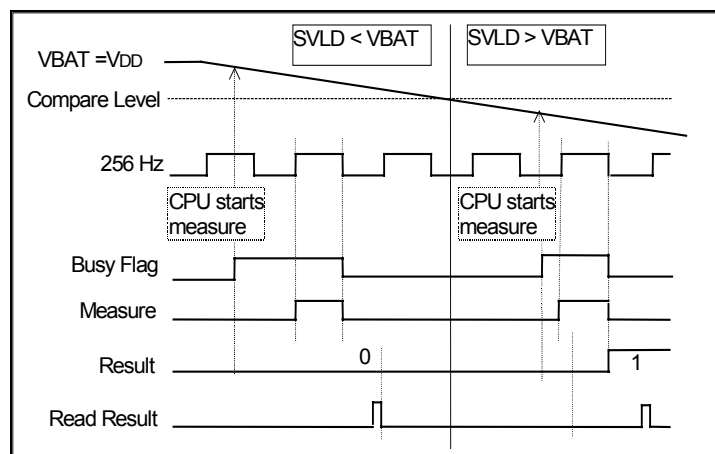 SVLD < VBAT
SVLD > VBAT
VBAT =VDD
Compare Level
256 Hz
CPU starts
measure
CPU starts
measure
Busy Flag
Measure
Result
0
1
Read Result